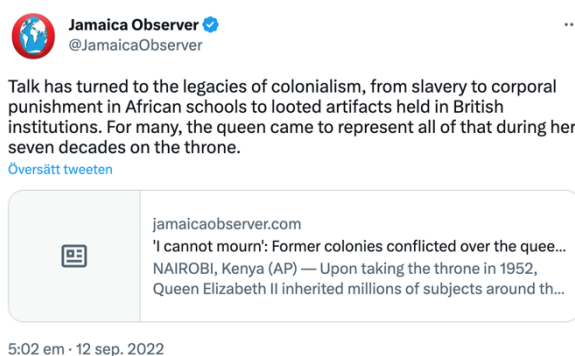 Jamaica Observer
@JamaicaObserver
Talk has turned to the legacies of colonialism, from slavery to corporal
punishment in African schools to looted artifacts held in British
institutions. For many, the queen came to represent all of that during her
seven decades on the throne.
Översätt tweeten
jamaicaobserver.com
'I cannot mourn': Former colonies conflicted over the quee...
NAIROBI, Kenya (AP) — Upon taking the throne in 1952,
Queen Elizabeth II inherited millions of subjects around th...
5:02 em · 12 sep. 2022